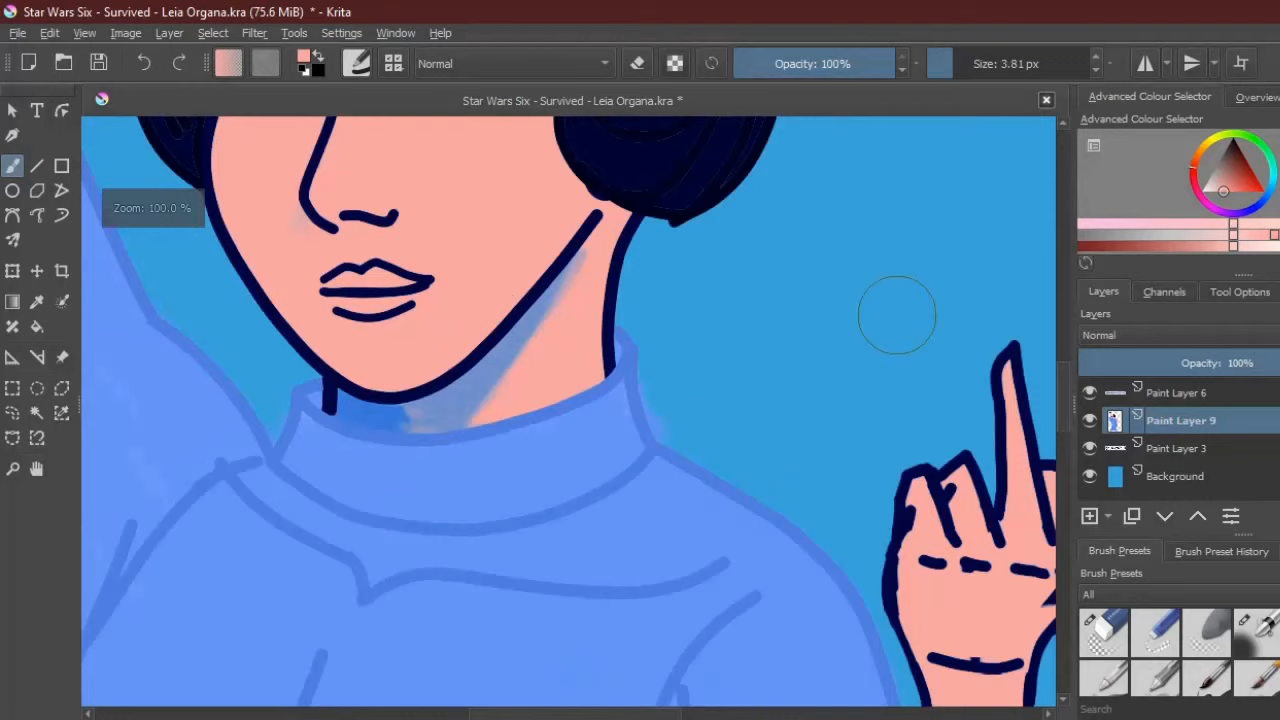 Star Wars Six - Survived - Leia Organa.kra (75.6 MiB) * - Krita
File Edit View Image Layer Select Filter Tools Settings Window Help
Normal Opacity: 100% Size: 3.81 px
Star Wars Six - Survived - Leia Organa.kra *
Advanced Colour Selector Overview
Advanced Colour Selector
Zoom: 100.0 %
Layers Channels Tool Options
Layers
Normal
Opacity: 100%
Paint Layer 6
Paint Layer 9
Paint Layer 3
Background
Brush Presets Brush Preset History
Brush Presets
All
Search